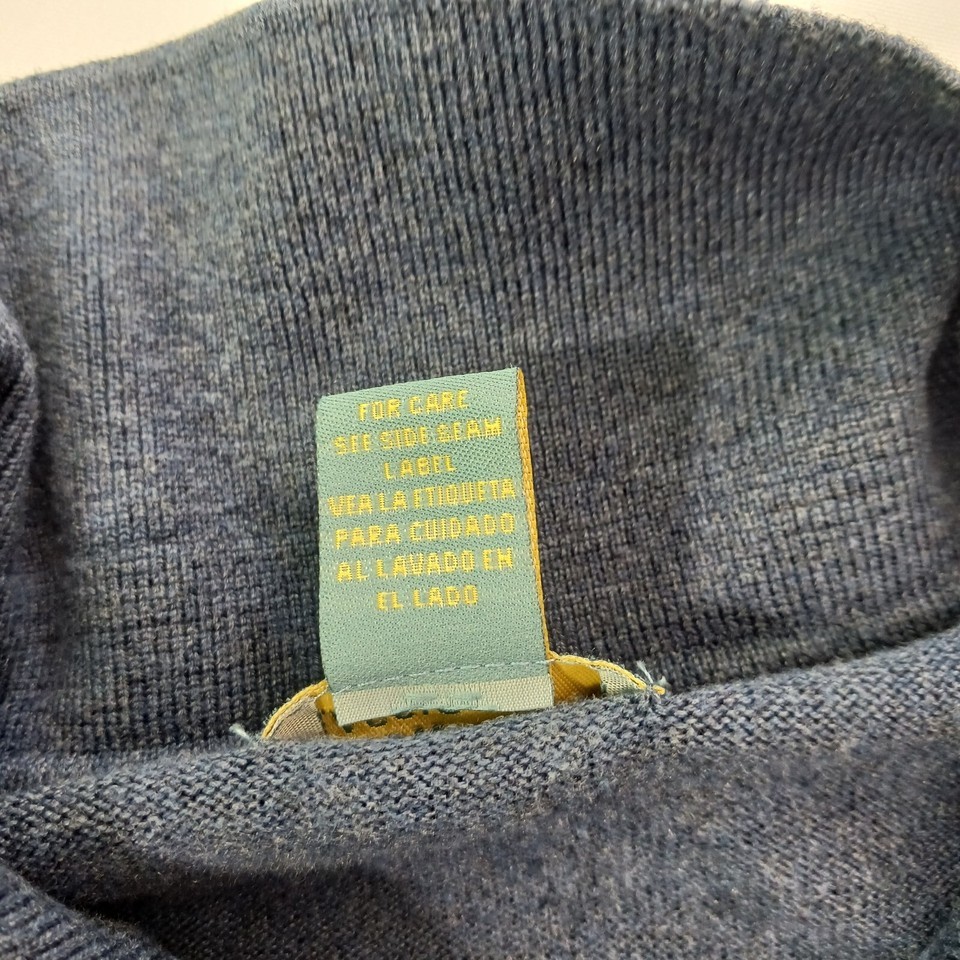 FOR CARE
SEE SIDE SEAM
LABEL
VEA LA ETIQUETA
PARA CUIDADO
AL LAVADO EN
EL LADO